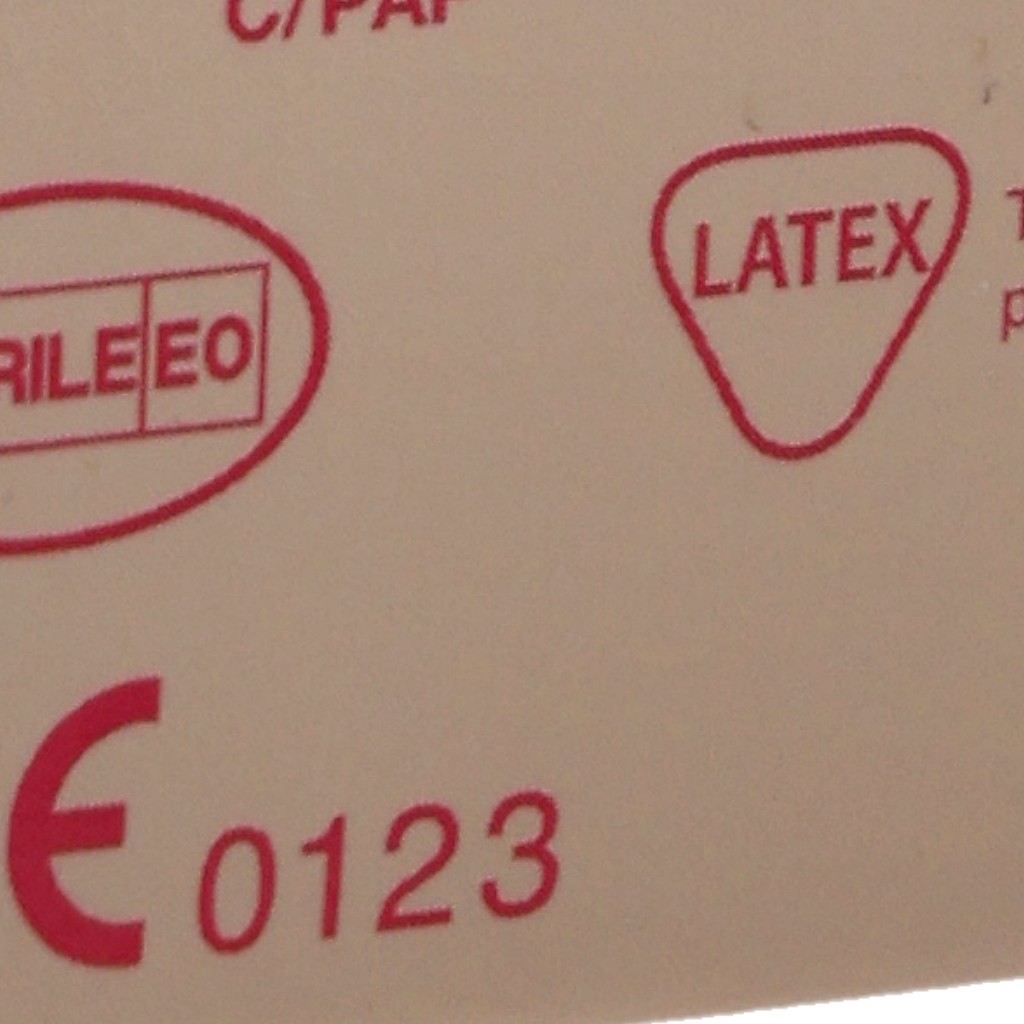 C/PAP
LATEX
RILE EO
0123